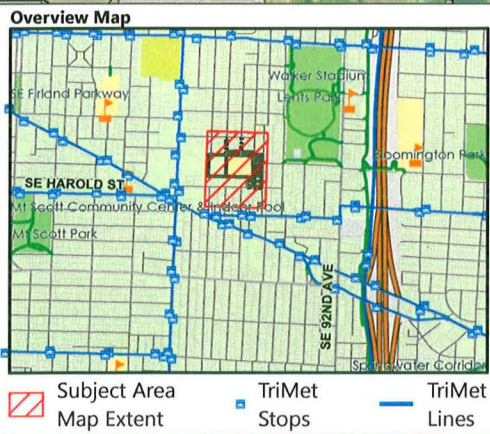 Overview Map
Walker Stadium
SE Firland Parkway
Lents Park
Bloomington Park
SE HAROLD ST
Mt Scott Community Center & Indoor Pool
Mt Scott Park
SE 92ND AVE
Springwater Corridor
Subject Area
Map Extent
TriMet
Stops
TriMet
Lines